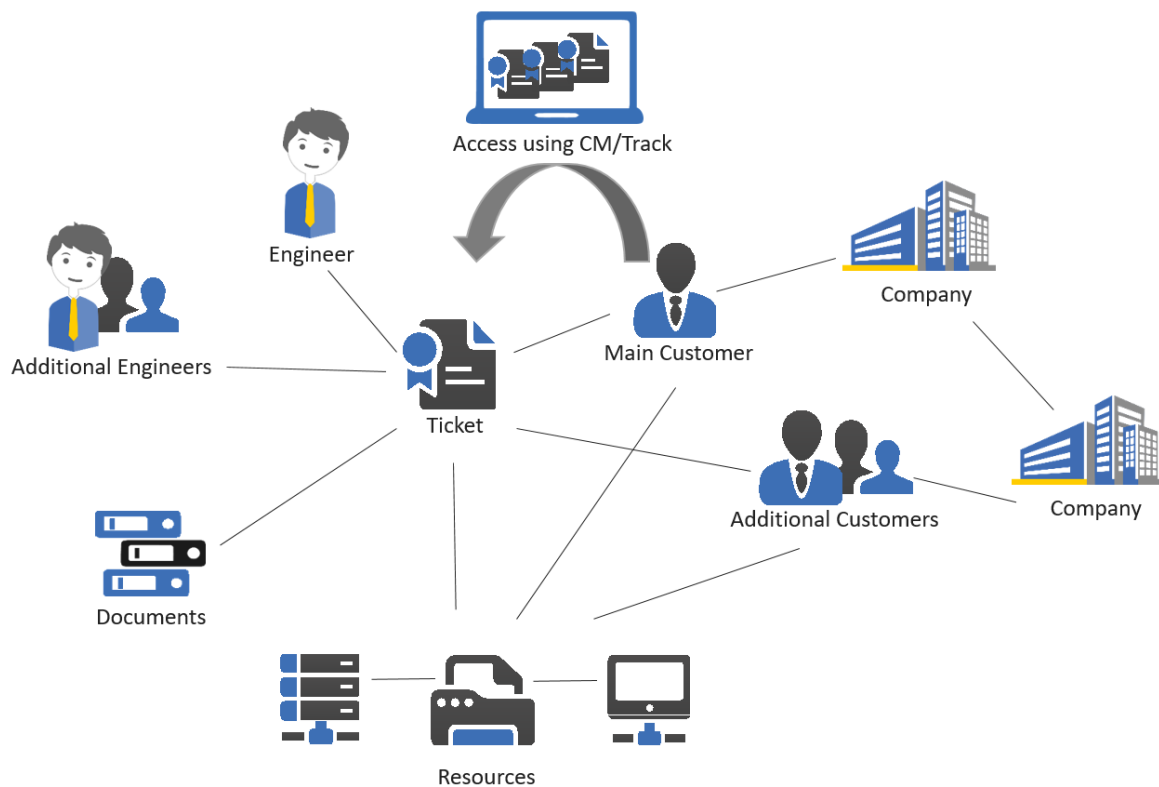 Access using CM/Track
Engineer
Company
Main Customer
Additional Engineers
Ticket
Additional Customers
Company
Documents
Resources